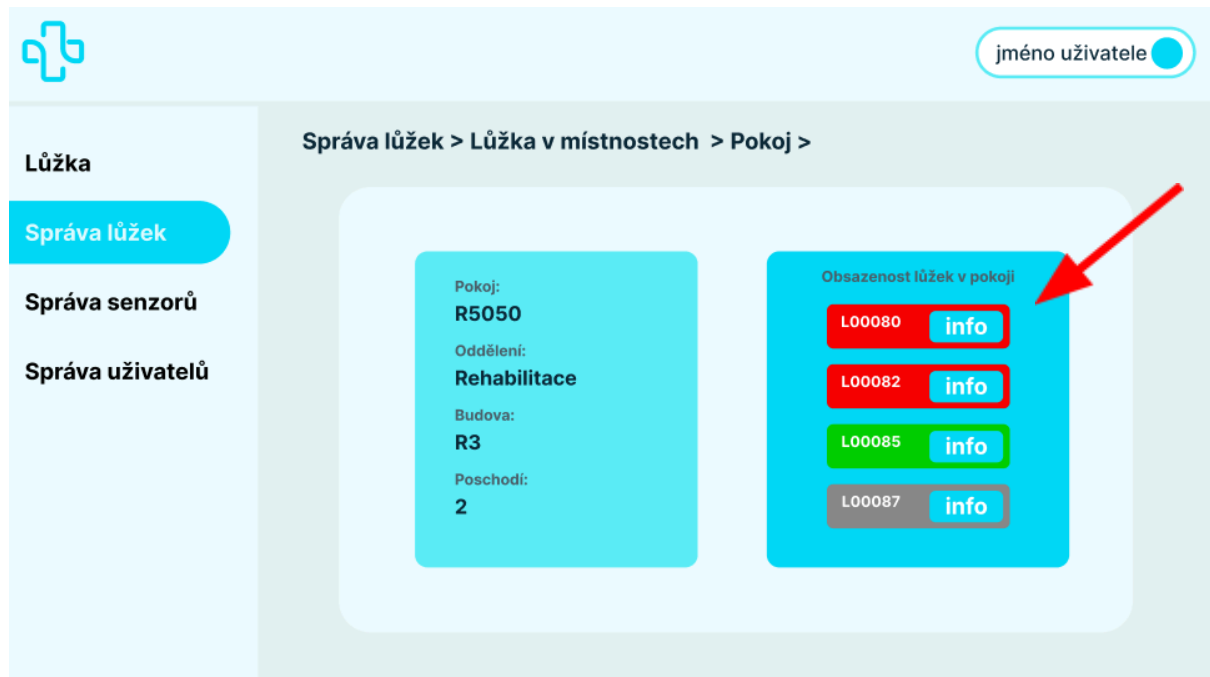 jméno uživatele
Lůžka
Správa lůžek
Správa senzorů
Správa uživatelů
Správa lůžek > Lůžka v místnostech > Pokoj >
Pokoj:
R5050
Oddělení:
Rehabilitace
Budova:
R3
Poschodí:
2
Obsazenost lůžek v pokoji
L00080 info
L00082 info
L00085 info
L00087 info